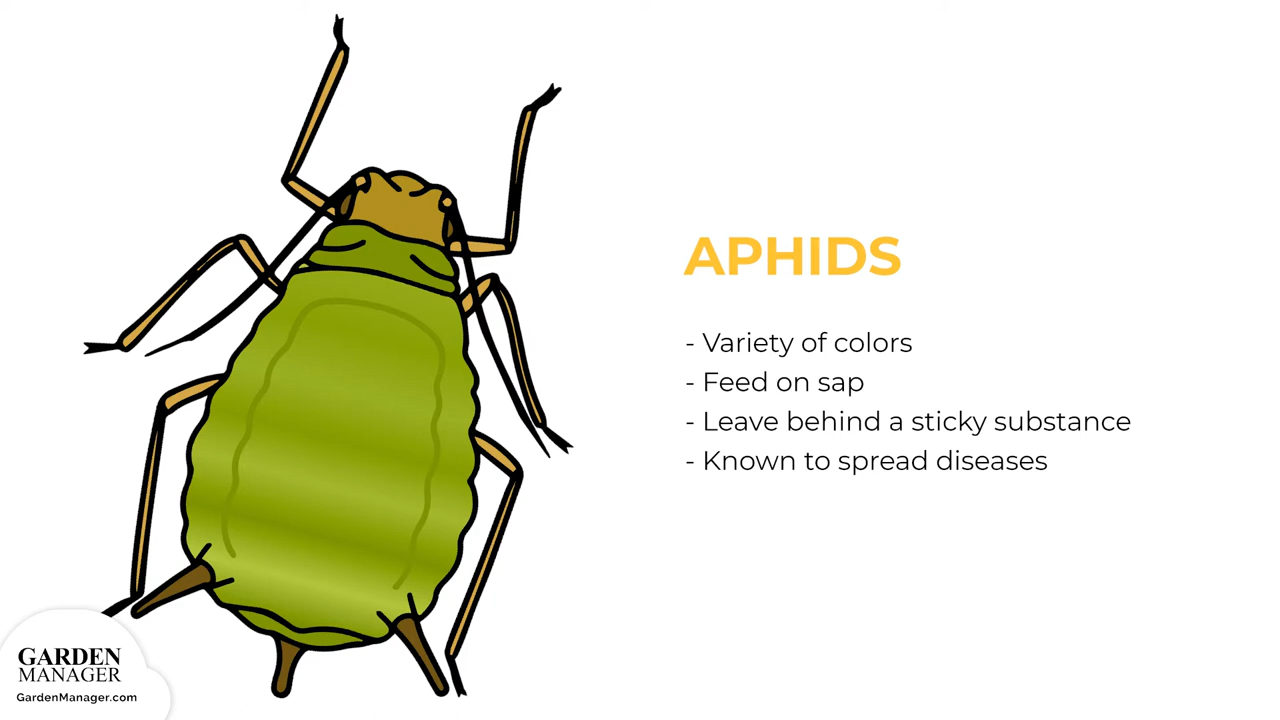 APHIDS
- Variety of colors
- Feed on sap
- Leave behind a sticky substance
- Known to spread diseases
GARDEN
MANAGER
GardenManager.com